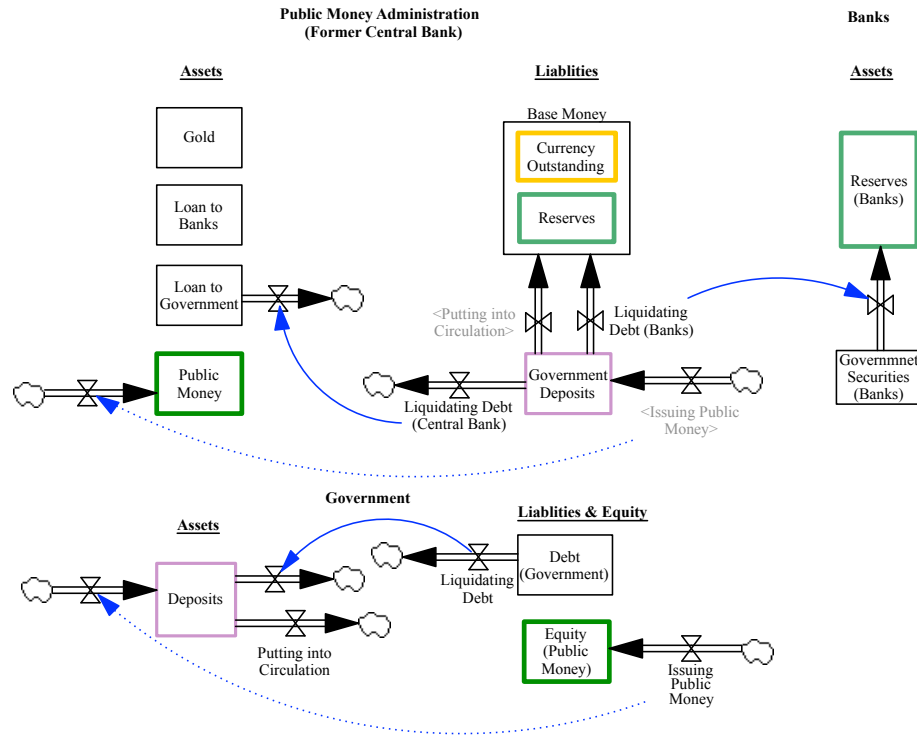 Public Money Administration
(Former Central Bank)
Banks
Assets
Liablities
Assets
Gold
Base Money
Currency
Outstanding
Reserves
(Banks)
Loan to
Banks
Reserves
Loan to
Government
<Putting into
Circulation>
Liquidating
Debt (Banks)
Public
Money
Government
Deposits
Governmnet
Securities
(Banks)
Liquidating Debt
(Central Bank)
<Issuing Public
Money>
Government
Assets
Liablities & Equity
Deposits
Liquidating
Debt
Debt
(Government)
Putting into
Circulation
Equity
(Public
Money)
Issuing
Public
Money